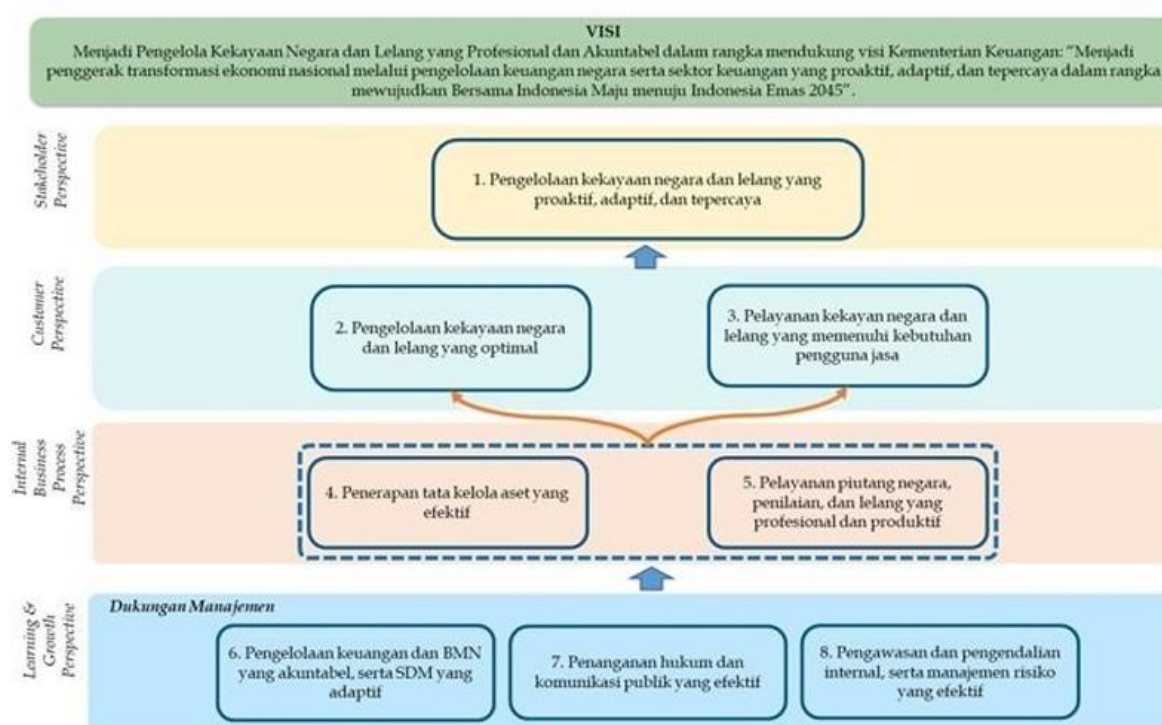 VISI
Menjadi Pengelola Kekayaan Negara dan Lelang yang Profesional dan Akuntabel dalam rangka mendukung visi Kementerian Keuangan: "Menjadi
penggerak transformasi ekonomi nasional melalui pengelolaan keuangan negara serta sektor keuangan yang proaktif, adaptif, dan tepercaya dalam rangka
mewujudkan Bersama Indonesia Maju menuju Indonesia Emas 2045".
Stakeholder
Perspective
1. Pengelolaan kekayaan negara dan lelang yang
proaktif, adaptif, dan tepercaya
Customer
Perspective
2. Pengelolaan kekayaan negara
dan lelang yang optimal
3. Pelayanan kekayan negara dan
lelang yang memenuhi kebutuhan
pengguna jasa
Internal
Business
Process
Perspective
4. Penerapan tata kelola aset yang
efektif
5. Pelayanan piutang negara,
penilaian, dan lelang yang
profesional dan produktif
Learning &
Growth
Perspective
Dukungan Manajemen
6. Pengelolaan keuangan dan BMN
yang akuntabel, serta SDM yang
adaptif
7. Penanganan hukum dan
komunikasi publik yang efektif
8. Pengawasan dan pengendalian
internal, serta manajemen risiko
yang efektif